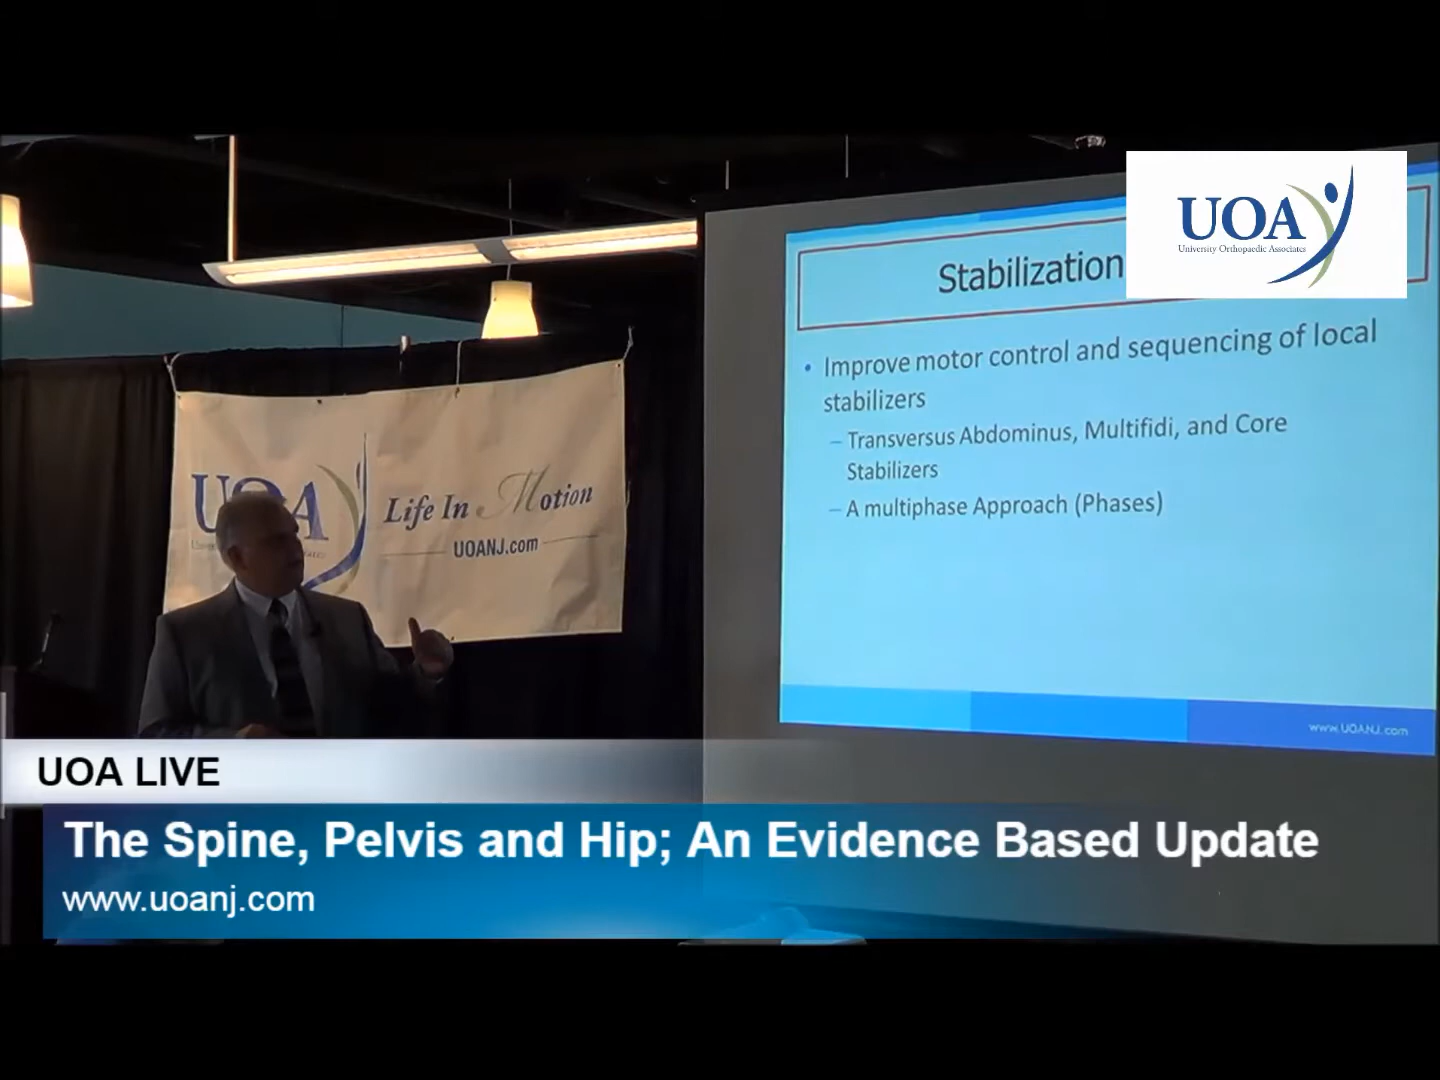 UOA
University Orthopaedic Associates
Stabilization
• Improve motor control and sequencing of local
stabilizers
– Transversus Abdominus, Multifidi, and Core
Stabilizers
– A multiphase Approach (Phases)
www.UOANJ.com
UOA
Life In Motion
UOANJ.com
UOA LIVE
The Spine, Pelvis and Hip; An Evidence Based Update
www.uoanj.com